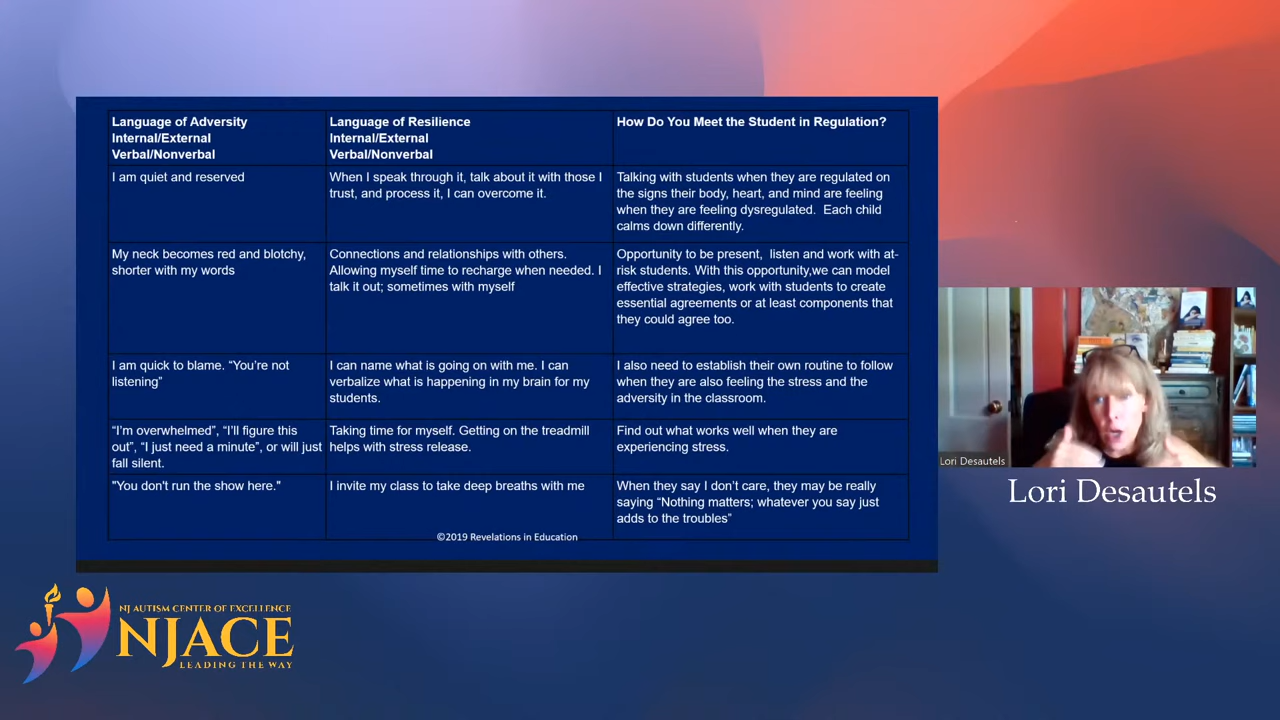 Language of Adversity
Internal/External
Verbal/Nonverbal
Language of Resilience
Internal/External
Verbal/Nonverbal
How Do You Meet the Student in Regulation?
I am quiet and reserved
When I speak through it, talk about it with those I
trust, and process it, I can overcome it.
Talking with students when they are regulated on
the signs their body, heart, and mind are feeling
when they are feeling dysregulated.  Each child
calms down differently.
My neck becomes red and blotchy,
shorter with my words
Connections and relationships with others.
Allowing myself time to recharge when needed. I
talk it out; sometimes with myself
Opportunity to be present,  listen and work with at-
risk students. With this opportunity,we can model
effective strategies, work with students to create
essential agreements or at least components that
they could agree too.
I am quick to blame. “You’re not
listening”
I can name what is going on with me. I can
verbalize what is happening in my brain for my
students.
I also need to establish their own routine to follow
when they are also feeling the stress and the
adversity in the classroom.
“I’m overwhelmed”, “I’ll figure this
out”, “I just need a minute”, or will just
fall silent.
Taking time for myself. Getting on the treadmill
helps with stress release.
Find out what works well when they are
experiencing stress.
"You don't run the show here."
I invite my class to take deep breaths with me
When they say I don’t care, they may be really
saying “Nothing matters; whatever you say just
adds to the troubles”
©2019 Revelations in Education
Lori Desautels
Lori Desautels
NJ AUTISM CENTER OF EXCELLENCE
NJACE
LEADING THE WAY